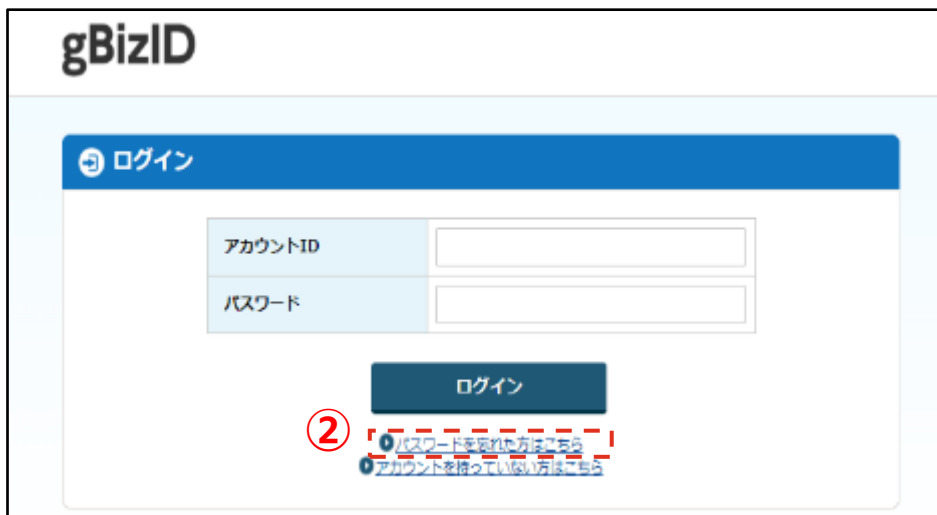 gBizID
ログイン
アカウントID
パスワード
ログイン
②
パスワードを忘れた方はこちら
アカウントを持っていない方はこちら